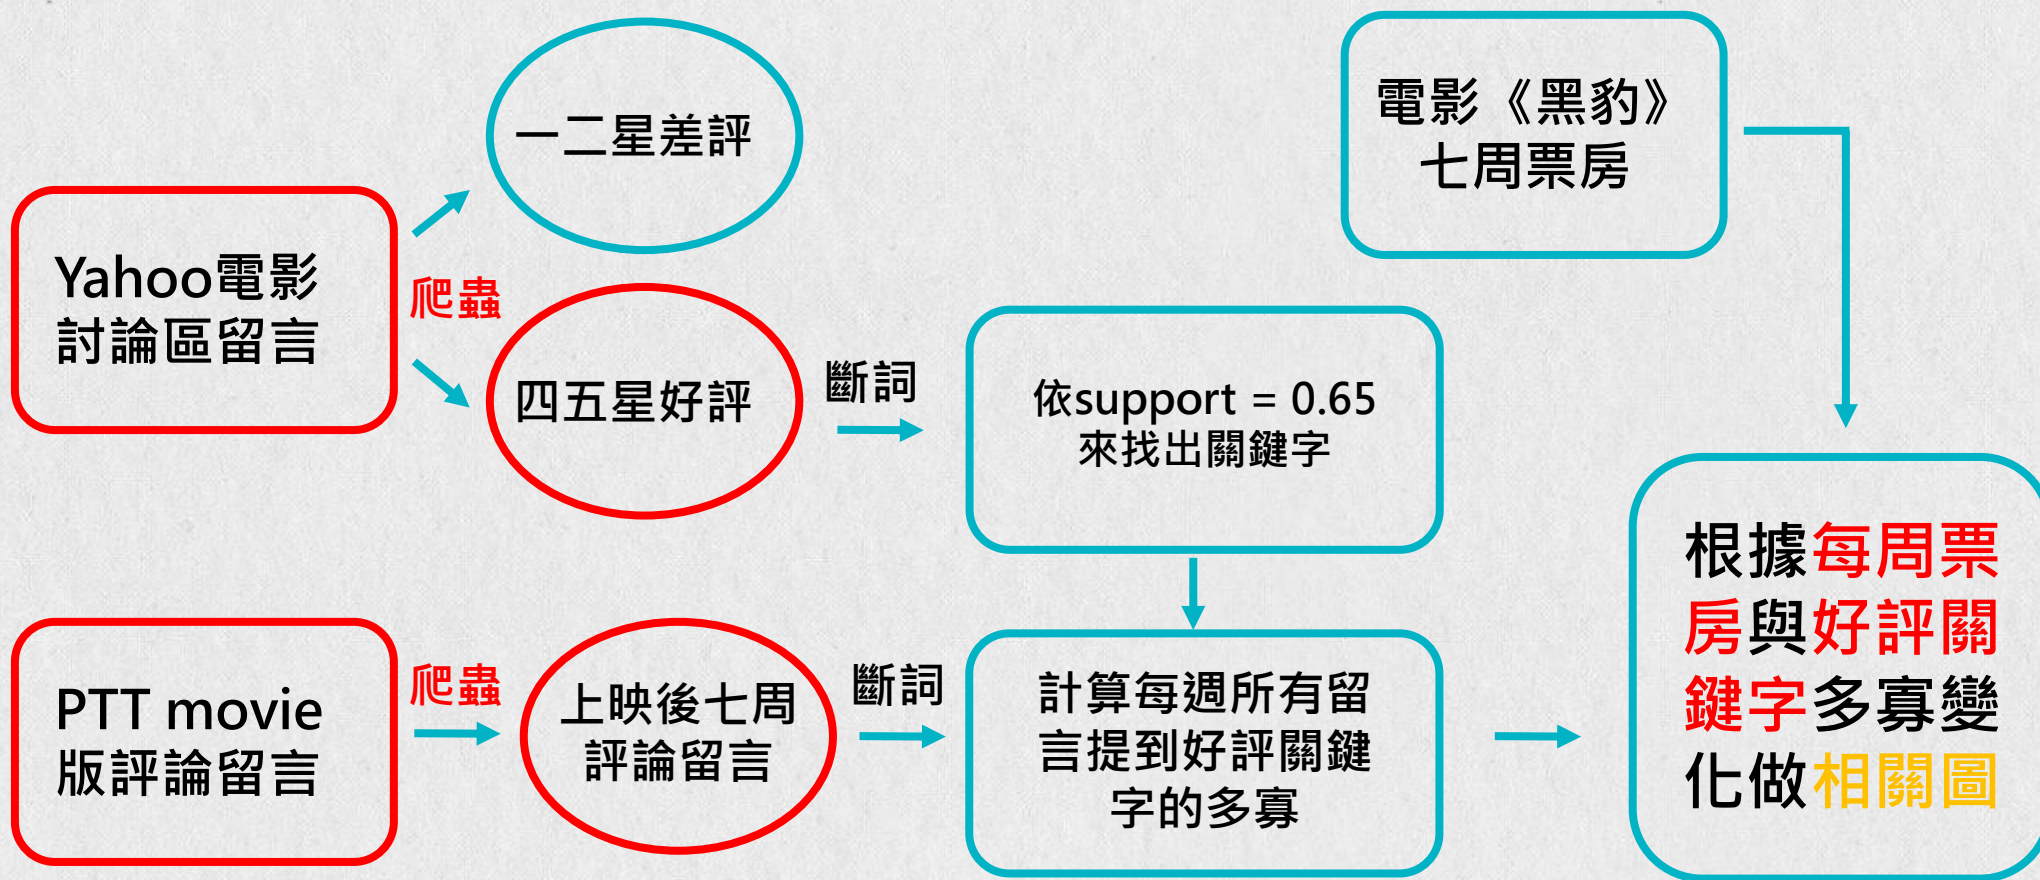 一二星差評
電影《黑豹》
七周票房
Yahoo電影
討論區留言
爬蟲
四五星好評
斷詞
依support = 0.65
來找出關鍵字
根據每周票
房與好評關
鍵字多寡變
化做相關圖
PTT movie
版評論留言
爬蟲
上映後七周
評論留言
斷詞
計算每週所有留
言提到好評關鍵
字的多寡